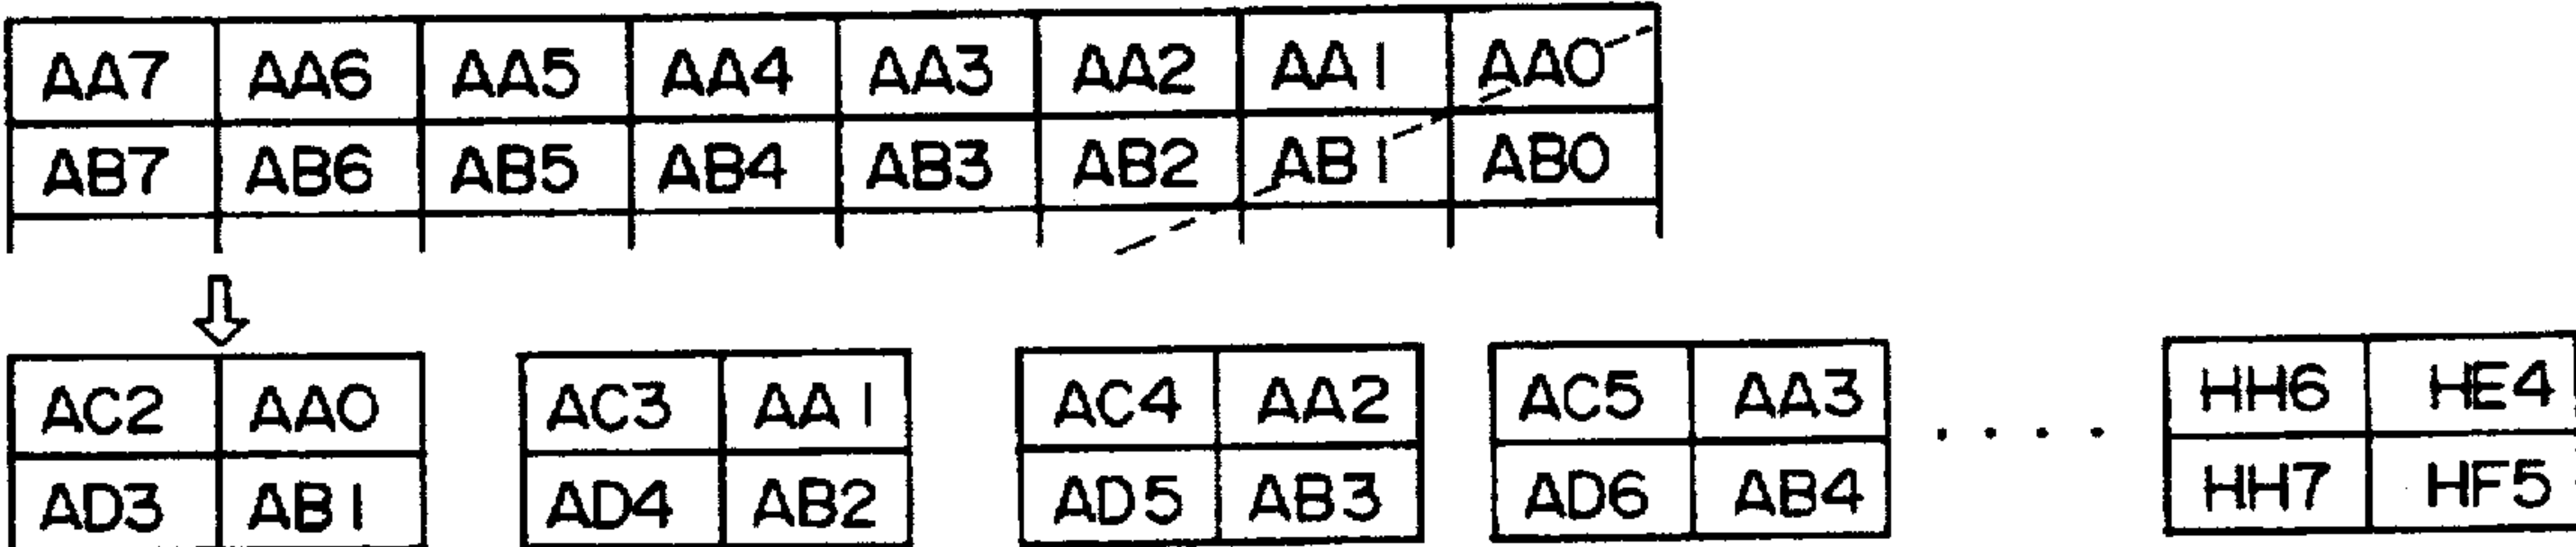 AA7 AA6 AA5 AA4 AA3 AA2 AA1 AA0
AB7 AB6 AB5 AB4 AB3 AB2 AB1 AB0
AC2 AA0 AC3 AA1 AC4 AA2 AC5 AA3 . . . . HH6 HE4
AD3 AB1 AD4 AB2 AD5 AB3 AD6 AB4 HH7 HF5